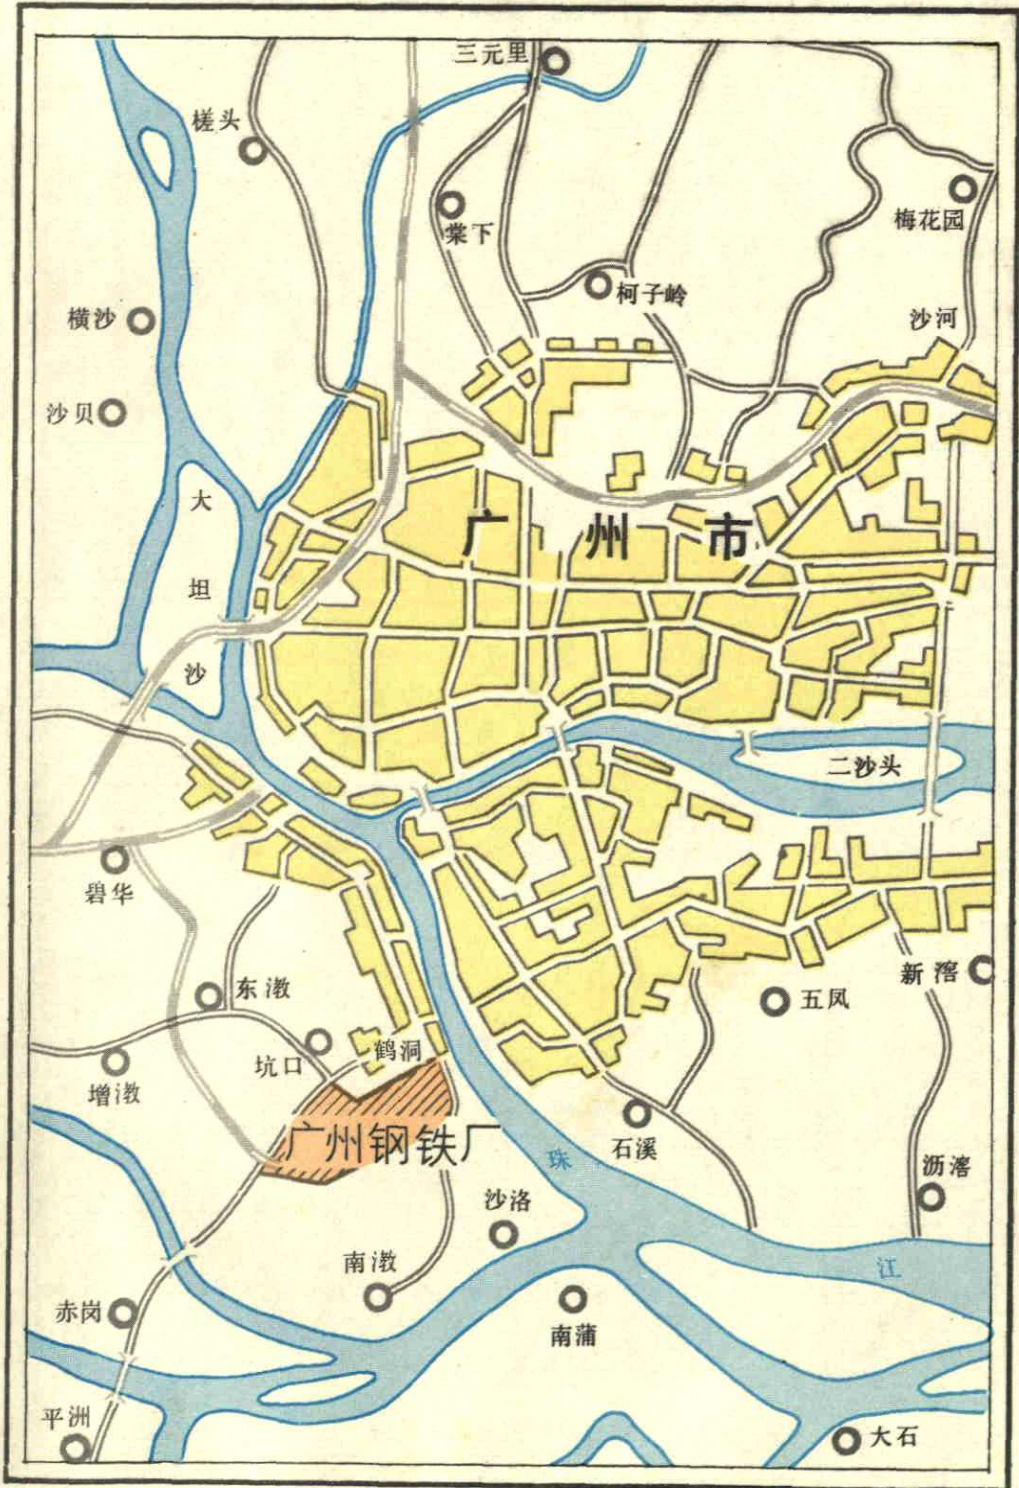 三元里
槎头
梅花园
棠下
柯子岭
横沙
沙河
沙贝
大坦沙
广州市
二沙头
碧华
新滘
东漖
五凤
鹤洞
坑口
增漖
广州钢铁厂
石溪
珠江
沥滘
沙洛
南漖
赤岗
南蒲
平洲
大石